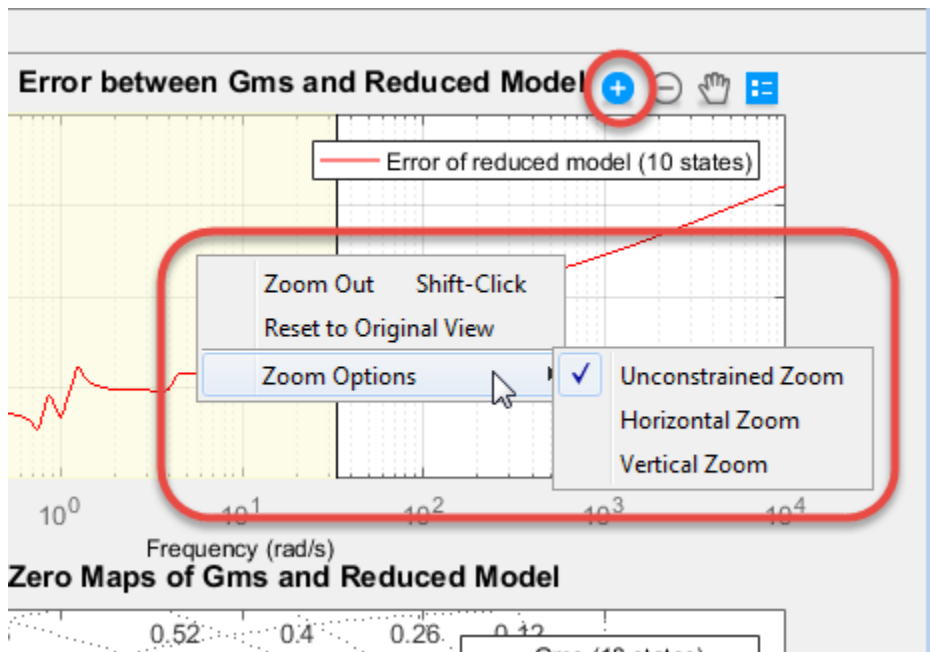 Error between Gms and Reduced Model
Error of reduced model (10 states)
Zoom Out Shift-Click
Reset to Original View
Zoom Options
Unconstrained Zoom
Horizontal Zoom
Vertical Zoom
10^0 10^1 10^2 10^3 10^4
Frequency (rad/s)
Zero Maps of Gms and Reduced Model
0.52 0.4 0.26 0.12